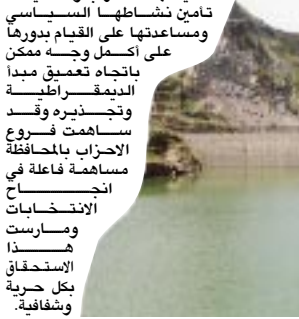 تأمين نشاطها السياسي
ومساعدتها على القيام بدورها
على أكمل وجه ممكن
باتجاه تعميق مبدأ
الديمقراطية
وتجذيره وقد
ساهمت فروع
الاحزاب بالمحافظة
مساهمة فاعلة في
انجاح
الانتخابات
ومارست
هذا
الاستحقاق
بكل حرية
وشفافية.